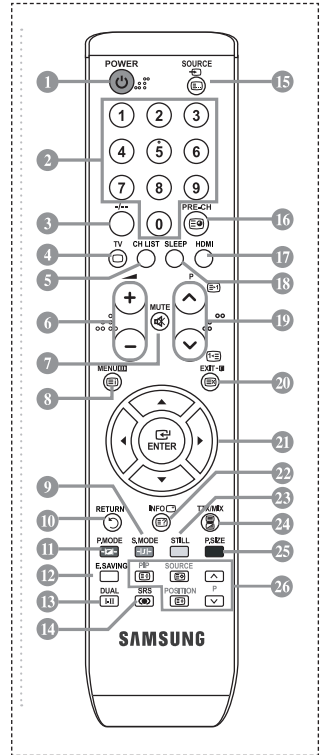 POWER SOURCE
1 15
1 2 3
2
4 5 6
7 8 9
-/-- PRE-CH
3 0 16
TV CH LIST SLEEP HDMI
4 17
5 18
P
6 + MUTE 19
7 −
MENU EXIT
8 20
ENTER 21
9 22
RETURN INFO TTX/MIX 23
10 24
P.MODE S.MODE STILL P.SIZE
11 25
E.SAVING PIP SOURCE
12 26
DUAL SRS POSITION P
13 I-II
14
SAMSUNG